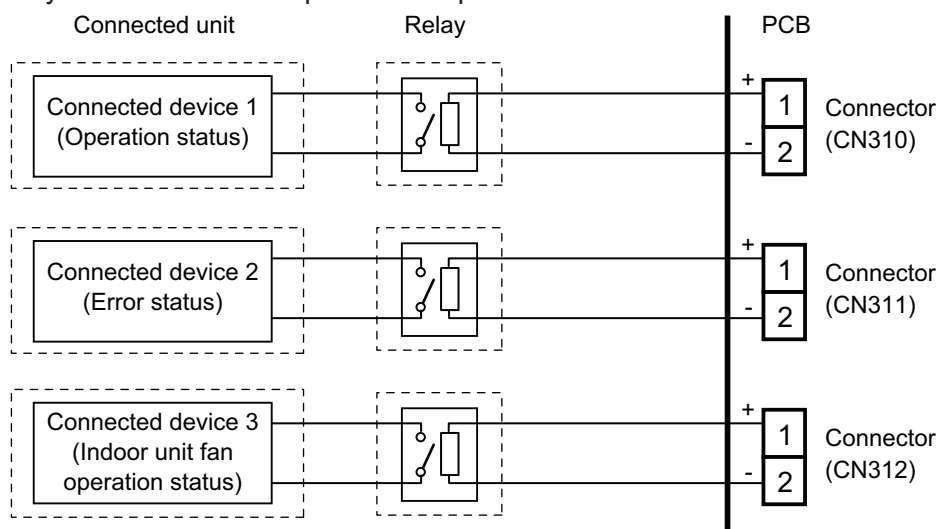 Connected unit
Relay
PCB
Connected device 1
(Operation status)
+
1
-
2
Connector
(CN310)
Connected device 2
(Error status)
+
1
-
2
Connector
(CN311)
Connected device 3
(Indoor unit fan
operation status)
+
1
-
2
Connector
(CN312)